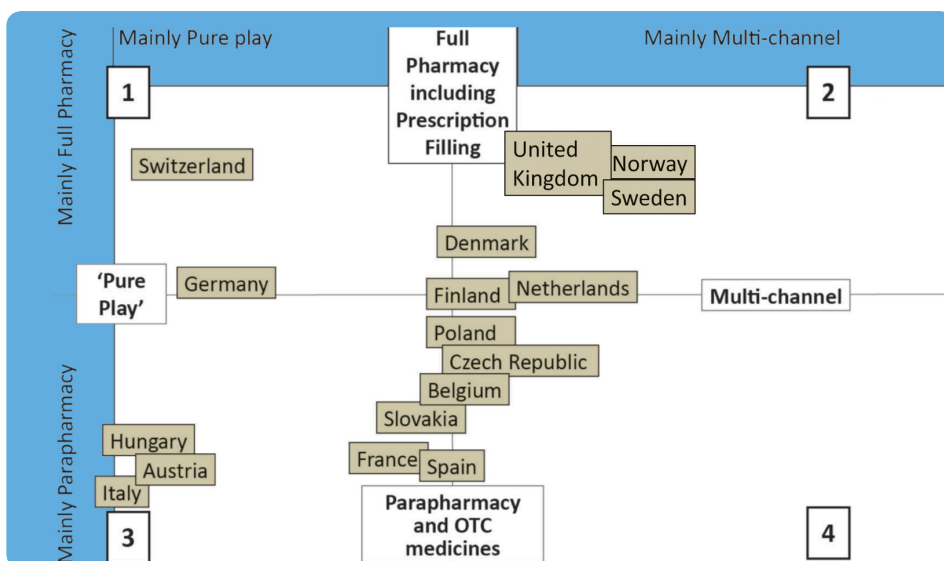 Mainly Pure play
Mainly Multi-channel
Full
Pharmacy
including
Prescription
Filling
1
2
Mainly Full Pharmacy
Switzerland
United
Kingdom
Norway
Sweden
Denmark
'Pure
Play'
Germany
Finland
Netherlands
Multi-channel
Poland
Czech Republic
Belgium
Slovakia
Mainly Parapharmacy
Hungary
Austria
Italy
France
Spain
Parapharmacy
and OTC
medicines
3
4